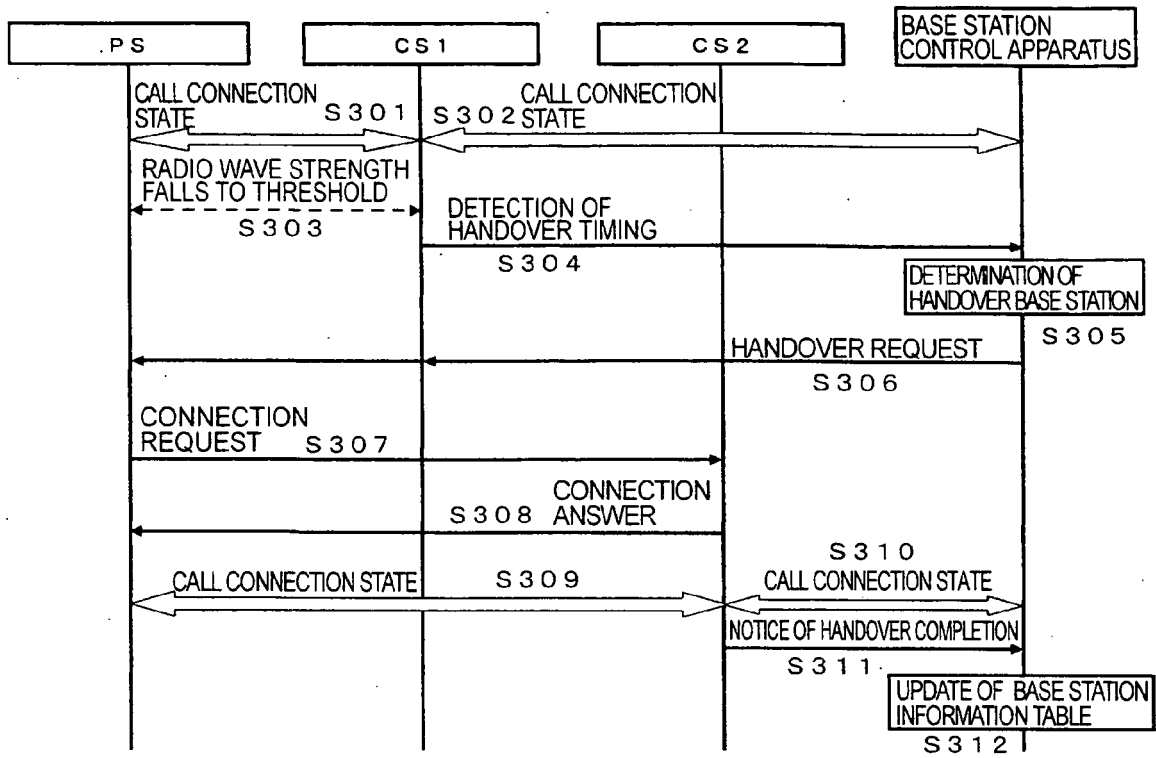 .PS
CS1
CS2
BASE STATION
CONTROL APPARATUS
CALL CONNECTION
STATE
S301
S302
CALL CONNECTION
STATE
RADIO WAVE STRENGTH
FALLS TO THRESHOLD
S303
DETECTION OF
HANDOVER TIMING
S304
DETERMINATION OF
HANDOVER BASE STATION
S305
HANDOVER REQUEST
S306
CONNECTION
REQUEST
S307
CONNECTION
ANSWER
S308
CALL CONNECTION STATE
S309
S310
CALL CONNECTION STATE
NOTICE OF HANDOVER COMPLETION
S311
UPDATE OF BASE STATION
INFORMATION TABLE
S312